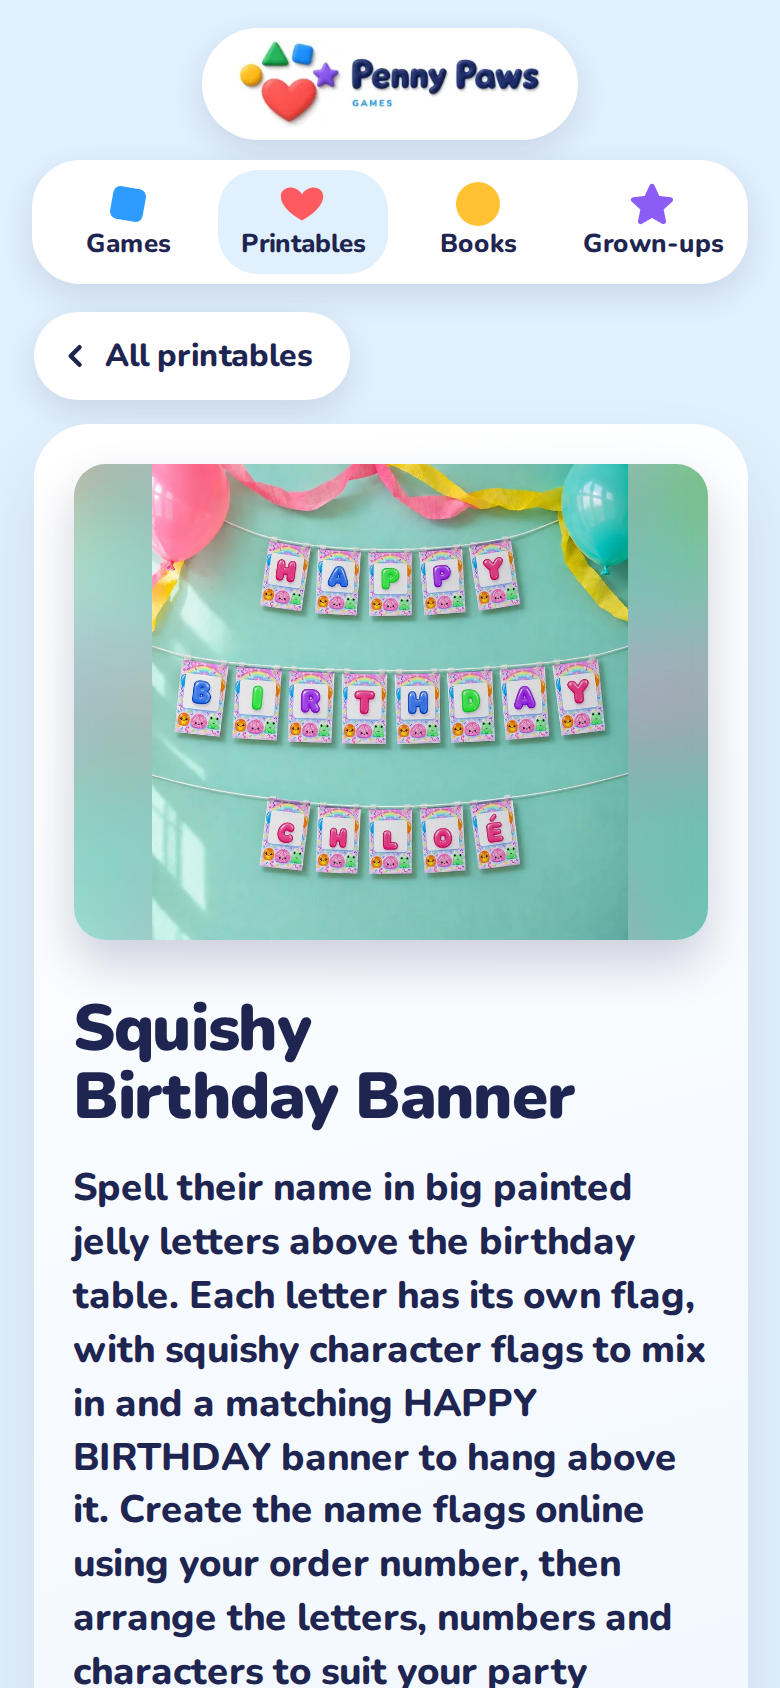 Penny Paws
GAMES
Games
Printables
Books
Grown-ups
All printables
HAPPY
BIRTHDAY
CHLOÉ
Squishy
Birthday Banner
Spell their name in big painted
jelly letters above the birthday
table. Each letter has its own flag,
with squishy character flags to mix
in and a matching HAPPY
BIRTHDAY banner to hang above
it. Create the name flags online
using your order number, then
arrange the letters, numbers and
characters to suit your party